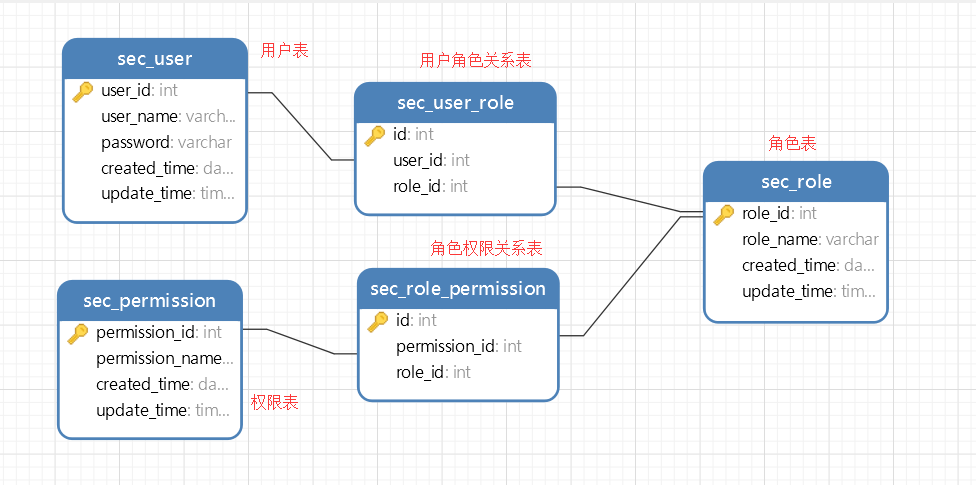 sec_user
用户表
user_id: int
user_name: varch...
password: varchar
created_time: da...
update_time: tim...
用户角色关系表
sec_user_role
id: int
user_id: int
role_id: int
角色表
sec_role
role_id: int
role_name: varchar
created_time: da...
update_time: tim...
角色权限关系表
sec_role_permission
id: int
permission_id: int
role_id: int
sec_permission
permission_id: int
permission_name...
created_time: da...
update_time: tim...
权限表